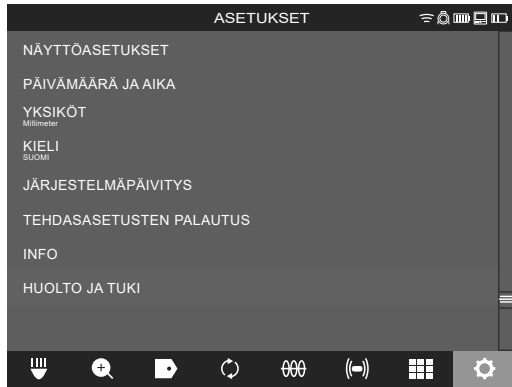 ASETUKSET
NÄYTTÖASETUKSET
PÄIVÄMÄÄRÄ JA AIKA
YKSIKÖT
Millimeter
KIELI
SUOMI
JÄRJESTELMÄPÄIVITYS
TEHDASASETUSTEN PALAUTUS
INFO
HUOLTO JA TUKI